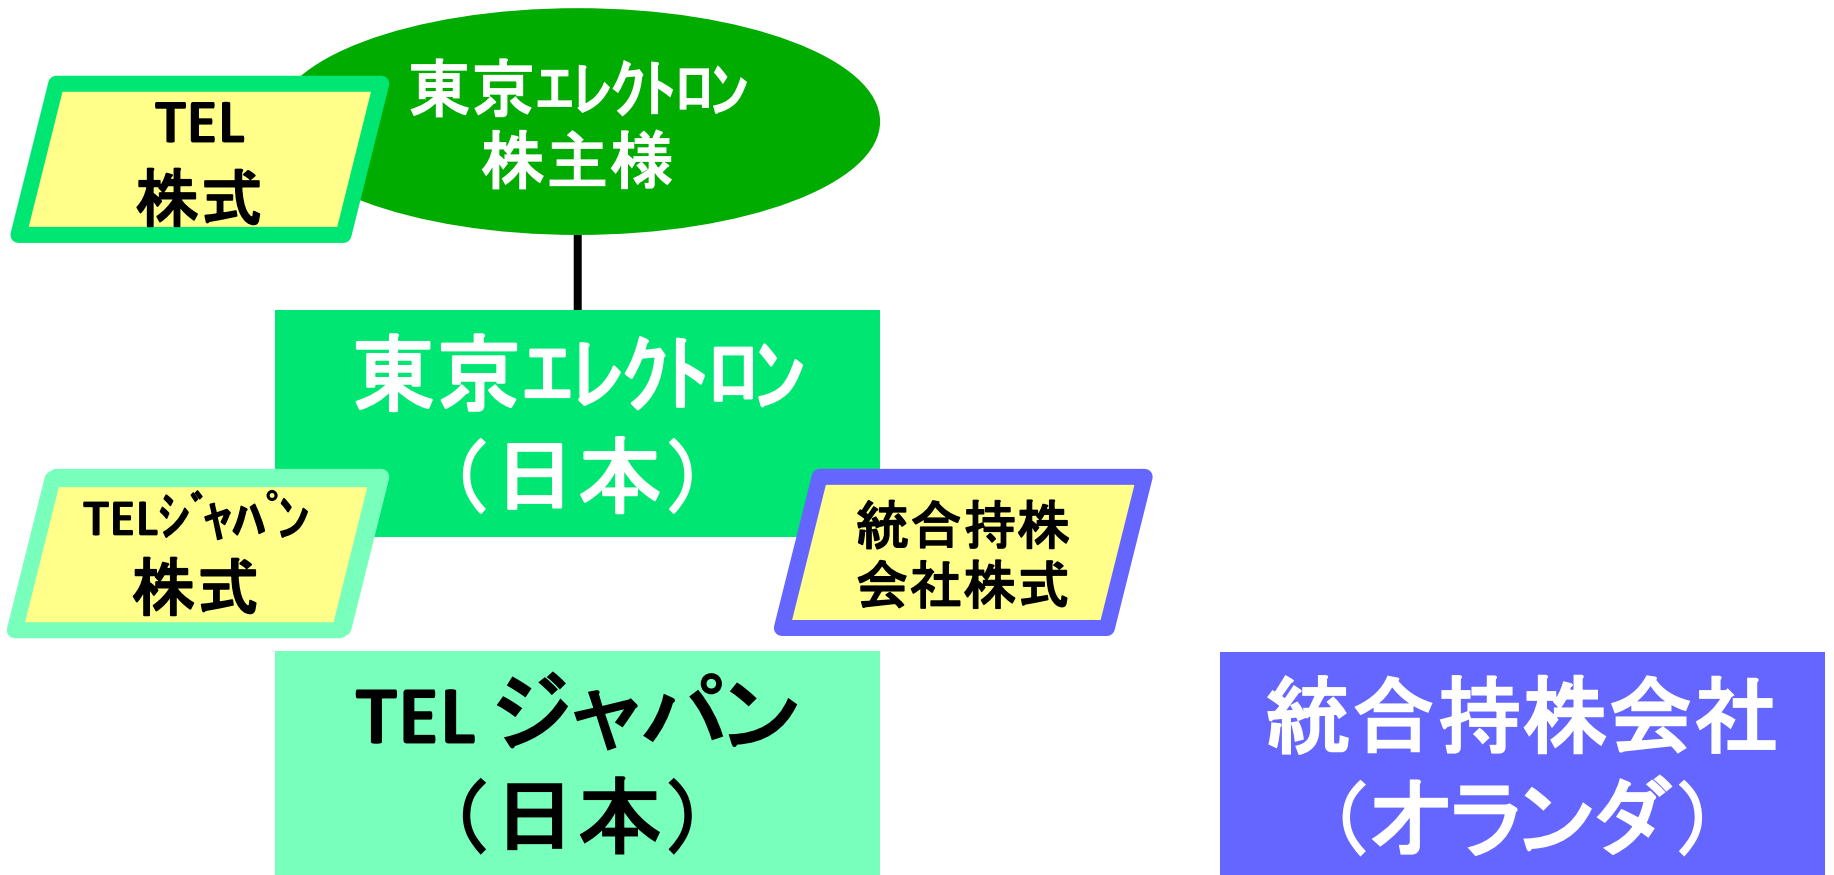 東京ｴﾚｸﾄﾛﾝ
株主様
TEL
株式
東京ｴﾚｸﾄﾛﾝ
（日本）
TELｼﾞｬﾊﾟﾝ
株式
統合持株
会社株式
TEL ジャパン
（日本）
統合持株会社
（オランダ）